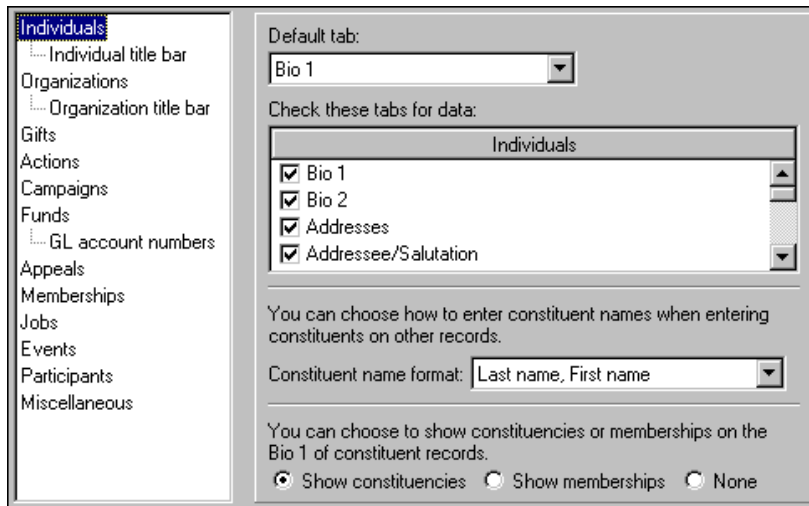 Individuals
Individual title bar
Organizations
Organization title bar
Gifts
Actions
Campaigns
Funds
GL account numbers
Appeals
Memberships
Jobs
Events
Participants
Miscellaneous
Default tab:
Bio 1
Check these tabs for data:
Individuals
Bio 1
Bio 2
Addresses
Addressee/Salutation
You can choose how to enter constituent names when entering
constituents on other records.
Constituent name format: Last name, First name
You can choose to show constituencies or memberships on the
Bio 1 of constituent records.
Show constituencies Show memberships None